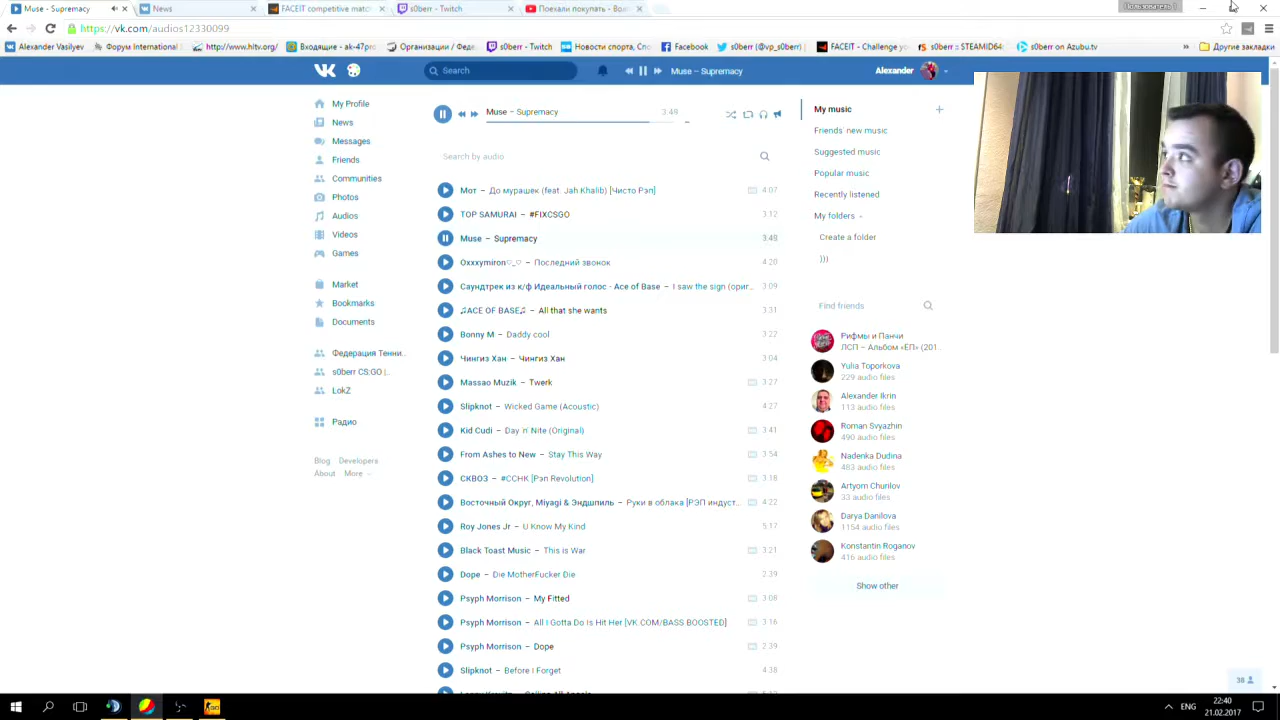 Muse - Supremacy
News
FACEIT competitive matc
s0berr - Twitch
Поехали покупать - Во
Пользователь 1
https://vk.com/audios12330099
Alexander Vasilyev
Форум International S
http://www.hltv.org/
Входящие - ak-47pro
Организации / Феде
s0berr - Twitch
Новости спорта, Спо
Facebook
s0berr (@vp_s0berr)
FACEIT - Challenge yo
s0berr :: STEAMID64
s0berr on Azubu.tv
»
Другие закладки
Search
Muse – Supremacy
Alexander
My Profile
News
Messages
Friends
Communities
Photos
Audios
Videos
Games
Market
Bookmarks
Documents
Федерация Тенни..
s0berr CS:GO |..
LokZ
Радио
Blog Developers
About More
Muse – Supremacy 3:49
Search by audio
Мот – До мурашек (feat. Jah Khalib) [Чисто Рэп] 4:07
TOP SAMURAI – #FIXCSGO 3:12
Muse – Supremacy 3:49
Oxxxymiron♡_♡ – Последний звонок 4:20
Саундтрек из к/ф Идеальный голос - Ace of Base – I saw the sign (ориг... 3:09
♫ACE OF BASE♫ – All that she wants 3:31
Bonny M – Daddy cool 3:22
Чингиз Хан – Чингиз Хан 3:04
Massao Muzik – Twerk 3:27
Slipknot – Wicked Game (Acoustic) 4:27
Kid Cudi – Day 'n' Nite (Original) 3:41
From Ashes to New – Stay This Way 3:54
СКВОЗ – #ССНК [Рэп Revolution] 3:18
Восточный Округ, Miyagi & Эндшпиль – Руки в облака [РЭП индуст... 4:22
Roy Jones Jr – U Know My Kind 5:17
Black Toast Music – This is War 3:21
Dope – Die MotherFucker Die 2:39
Psyph Morrison – My Fitted 3:08
Psyph Morrison – All I Gotta Do Is Hit Her [VK.COM/BASS BOOSTED] 3:16
Psyph Morrison – Dope 2:39
Slipknot – Before I Forget 4:38
My music
Friends' new music
Suggested music
Popular music
Recently listened
My folders
Create a folder
)))
Find friends
Рифмы и Панчи
ЛСП – Альбом «ЕП» (201..
Yulia Toporkova
229 audio files
Alexander Ikrin
113 audio files
Roman Svyazhin
490 audio files
Nadenka Dudina
483 audio files
Artyom Churilov
33 audio files
Darya Danilova
1154 audio files
Konstantin Roganov
416 audio files
Show other
38
ENG
22:40
21.02.2017